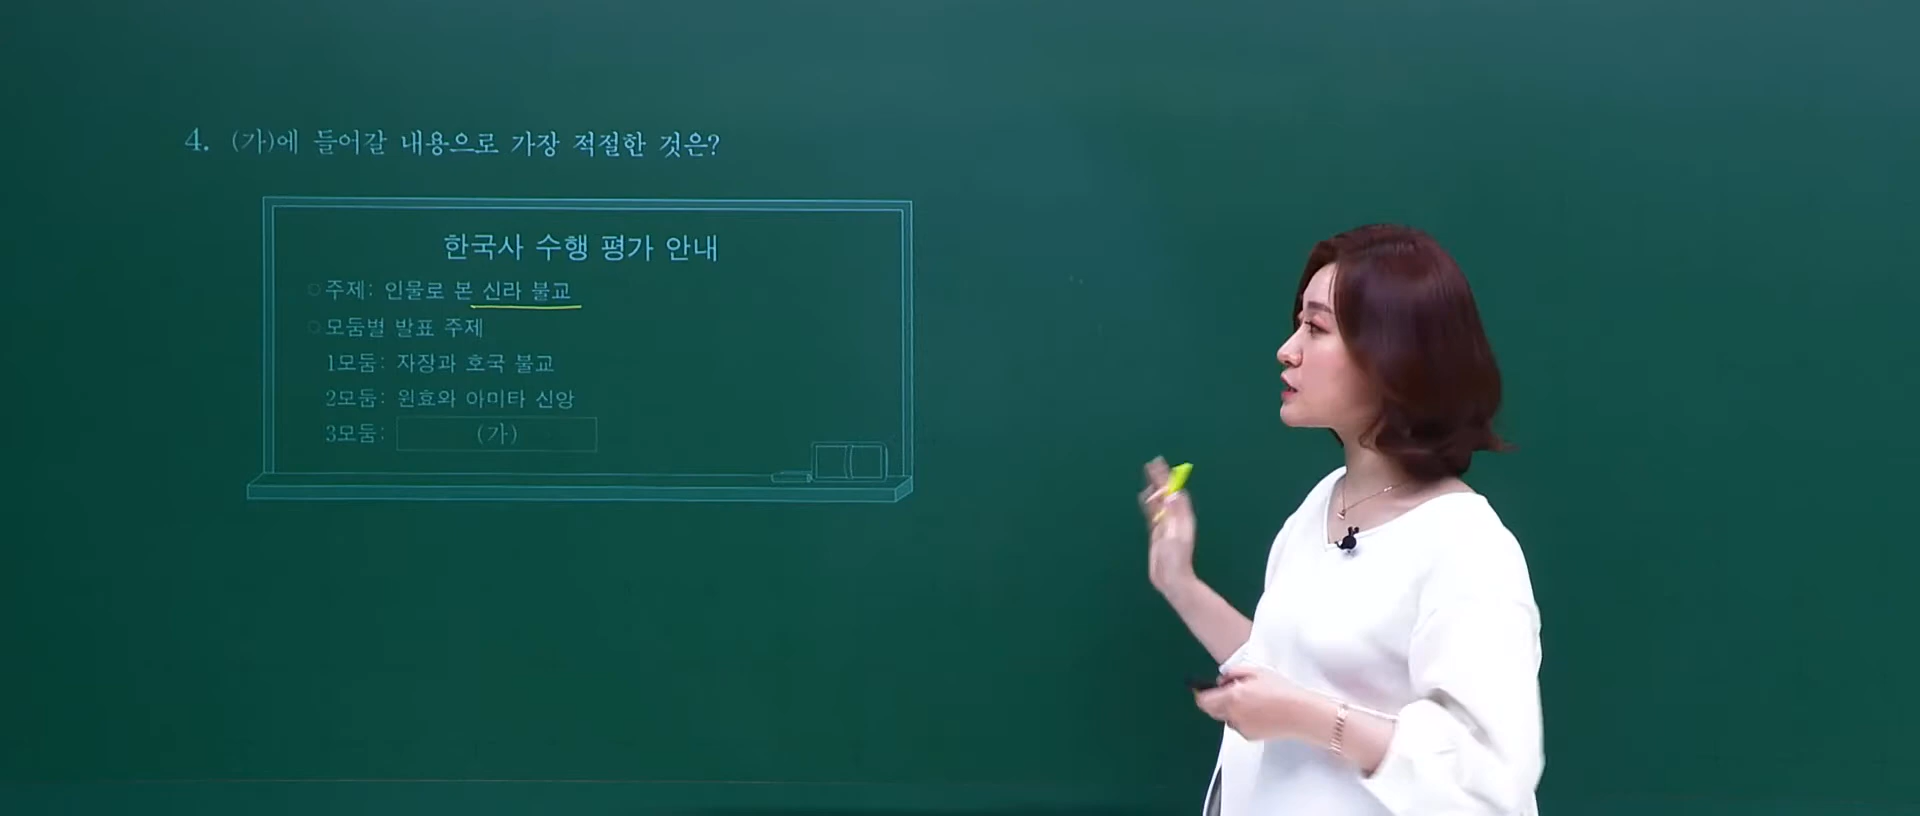 4. (가)에 들어갈 내용으로 가장 적절한 것은?
한국사 수행 평가 안내
○주제: 인물로 본 신라 불교
○모둠별 발표 주제
1모둠: 자장과 호국 불교
2모둠: 원효와 아미타 신앙
3모둠: (가)